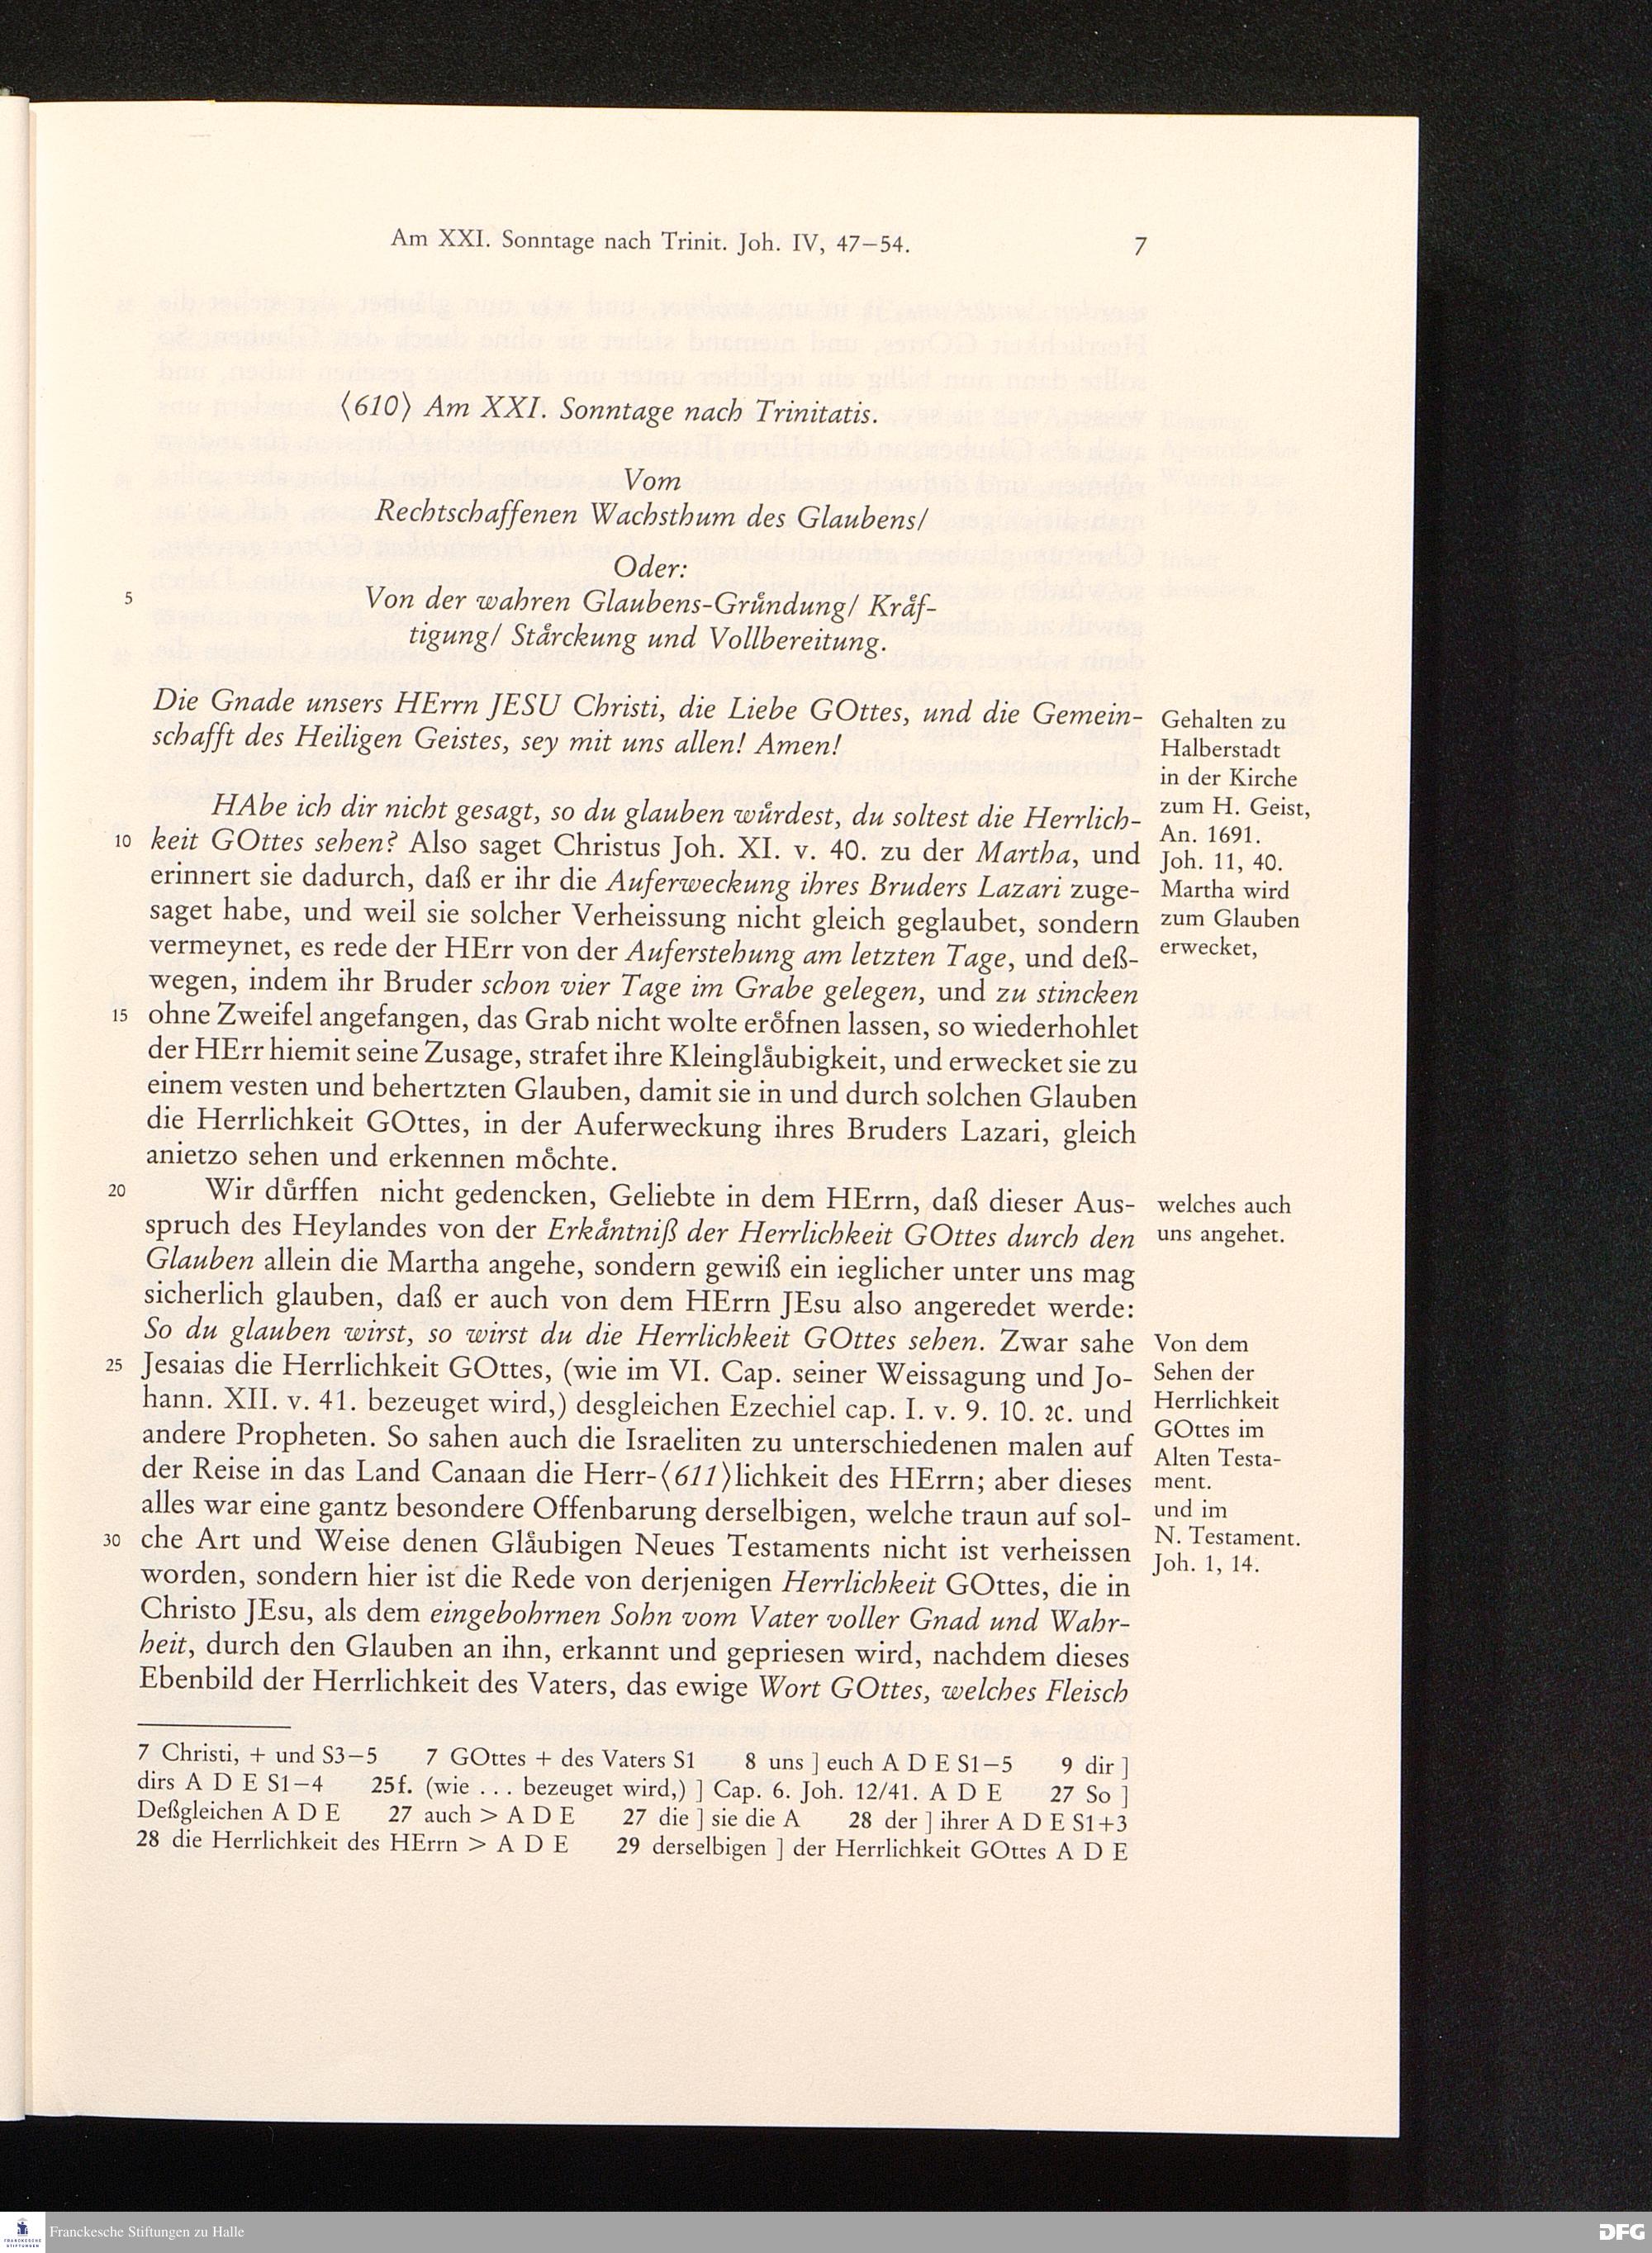 Am XXI. Sonntage nach Trinit. Joh. IV, 47–54.
7
⟨610⟩ Am XXI. Sonntage nach Trinitatis.
Vom
Rechtschaffenen Wachsthum des Glaubens/
Oder:
5
Von der wahren Glaubens-Gruͤndung/ Kraͤf-
tigung/ Staͤrckung und Vollbereitung.
Die Gnade unsers HErrn JESU Christi, die Liebe GOttes, und die Gemein-
schafft des Heiligen Geistes, sey mit uns allen! Amen!
HAbe ich dir nicht gesagt, so du glauben wuͤrdest, du soltest die Herrlich-
10
keit GOttes sehen? Also saget Christus Joh. XI. v. 40. zu der Martha, und
erinnert sie dadurch, daß er ihr die Auferweckung ihres Bruders Lazari zuge-
saget habe, und weil sie solcher Verheissung nicht gleich geglaubet, sondern
vermeynet, es rede der HErr von der Auferstehung am letzten Tage, und deß-
wegen, indem ihr Bruder schon vier Tage im Grabe gelegen, und zu stincken
15
ohne Zweifel angefangen, das Grab nicht wolte eroͤfnen lassen, so wiederhohlet
der HErr hiemit seine Zusage, strafet ihre Kleinglaͤubigkeit, und erwecket sie zu
einem vesten und behertzten Glauben, damit sie in und durch solchen Glauben
die Herrlichkeit GOttes, in der Auferweckung ihres Bruders Lazari, gleich
anietzo sehen und erkennen moͤchte.
20
Wir duͤrffen nicht gedencken, Geliebte in dem HErrn, daß dieser Aus-
spruch des Heylandes von der Erkaͤntniß der Herrlichkeit GOttes durch den
Glauben allein die Martha angehe, sondern gewiß ein ieglicher unter uns mag
sicherlich glauben, daß er auch von dem HErrn JEsu also angeredet werde:
So du glauben wirst, so wirst du die Herrlichkeit GOttes sehen. Zwar sahe
25
Jesaias die Herrlichkeit GOttes, (wie im VI. Cap. seiner Weissagung und Jo-
hann. XII. v. 41. bezeuget wird,) desgleichen Ezechiel cap. I. v. 9. 10. ꝛc. und
andere Propheten. So sahen auch die Israeliten zu unterschiedenen malen auf
der Reise in das Land Canaan die Herr-⟨611⟩lichkeit des HErrn; aber dieses
alles war eine gantz besondere Offenbarung derselbigen, welche traun auf sol-
30
che Art und Weise denen Glaͤubigen Neues Testaments nicht ist verheissen
worden, sondern hier ist die Rede von derjenigen Herrlichkeit GOttes, die in
Christo JEsu, als dem eingebohrnen Sohn vom Vater voller Gnad und Wahr-
heit, durch den Glauben an ihn, erkannt und gepriesen wird, nachdem dieses
Ebenbild der Herrlichkeit des Vaters, das ewige Wort GOttes, welches Fleisch
Gehalten zu
Halberstadt
in der Kirche
zum H. Geist,
An. 1691.
Joh. 11, 40.
Martha wird
zum Glauben
erwecket,
welches auch
uns angehet.
Von dem
Sehen der
Herrlichkeit
GOttes im
Alten Testa-
ment.
und im
N. Testament.
Joh. 1, 14.
7 Christi, + und S3–5 7 GOttes + des Vaters S1 8 uns ] euch A D E S1–5 9 dir ]
dirs A D E S1–4 25f. (wie . . . bezeuget wird,) ] Cap. 6. Joh. 12/41. A D E 27 So ]
Deßgleichen A D E 27 auch > A D E 27 die ] sie die A 28 der ] ihrer A D E S1+3
28 die Herrlichkeit des HErrn > A D E 29 derselbigen ] der Herrlichkeit GOttes A D E
FRANCKESCHE
STIFTUNGEN
Franckesche Stiftungen zu Halle
DFG